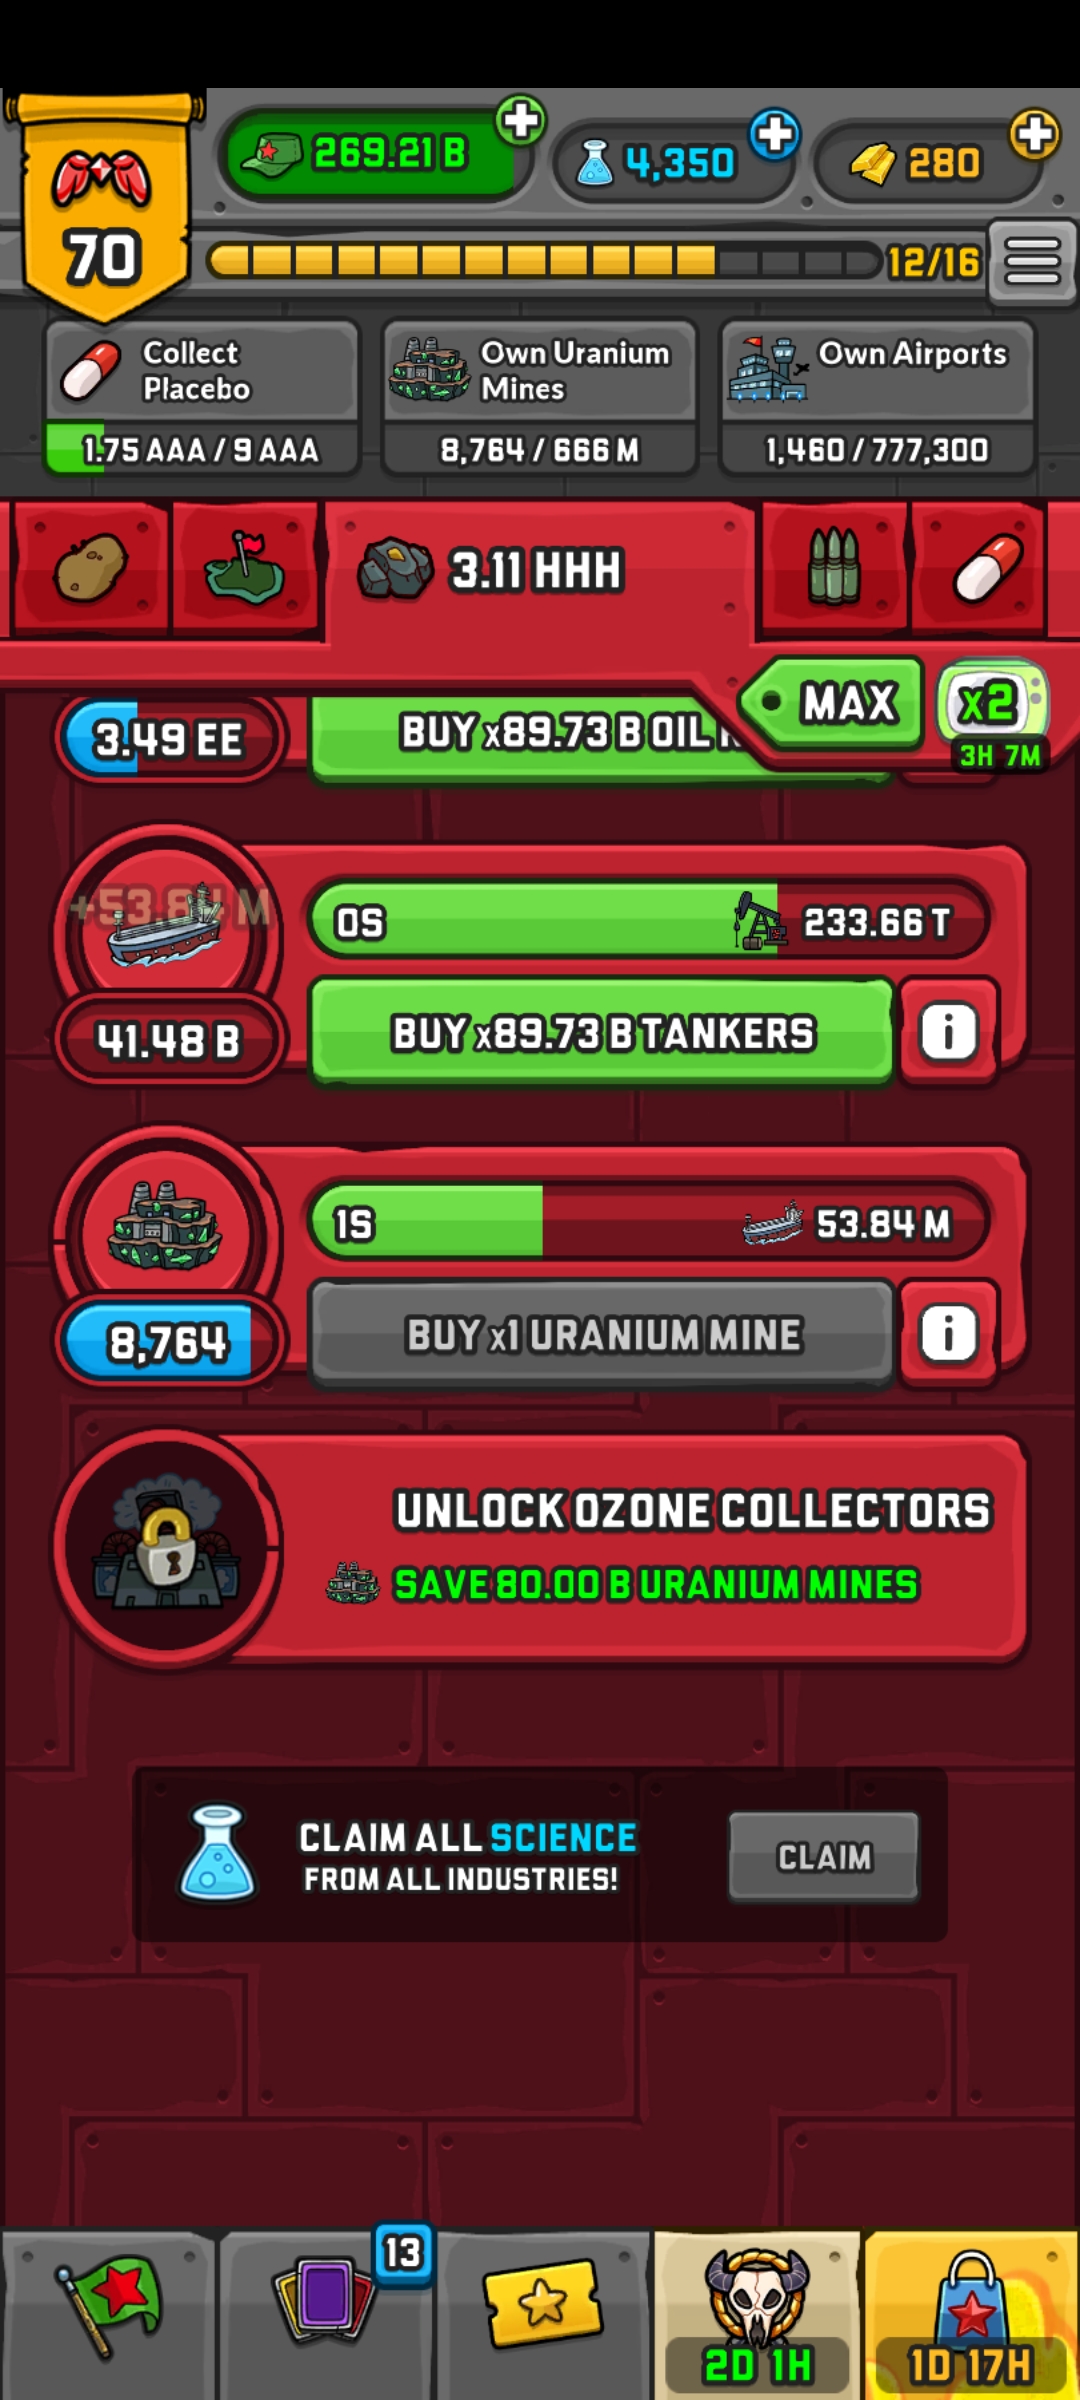 269.21 B
4,350
280
70
12/16
Collect
Placebo
1.75 AAA / 9 AAA
Own Uranium
Mines
8,764 / 666 M
Own Airports
1,460 / 777,300
3.11 HHH
MAX
x2
3H 7M
3.49 EE
BUY x89.73 B OIL
+53.84 M
0S
233.66 T
41.48 B
BUY x89.73 B TANKERS
i
1S
53.84 M
8,764
BUY x1 URANIUM MINE
i
UNLOCK OZONE COLLECTORS
SAVE 80.00 B URANIUM MINES
CLAIM ALL SCIENCE
FROM ALL INDUSTRIES!
CLAIM
13
2D 1H
1D 17H